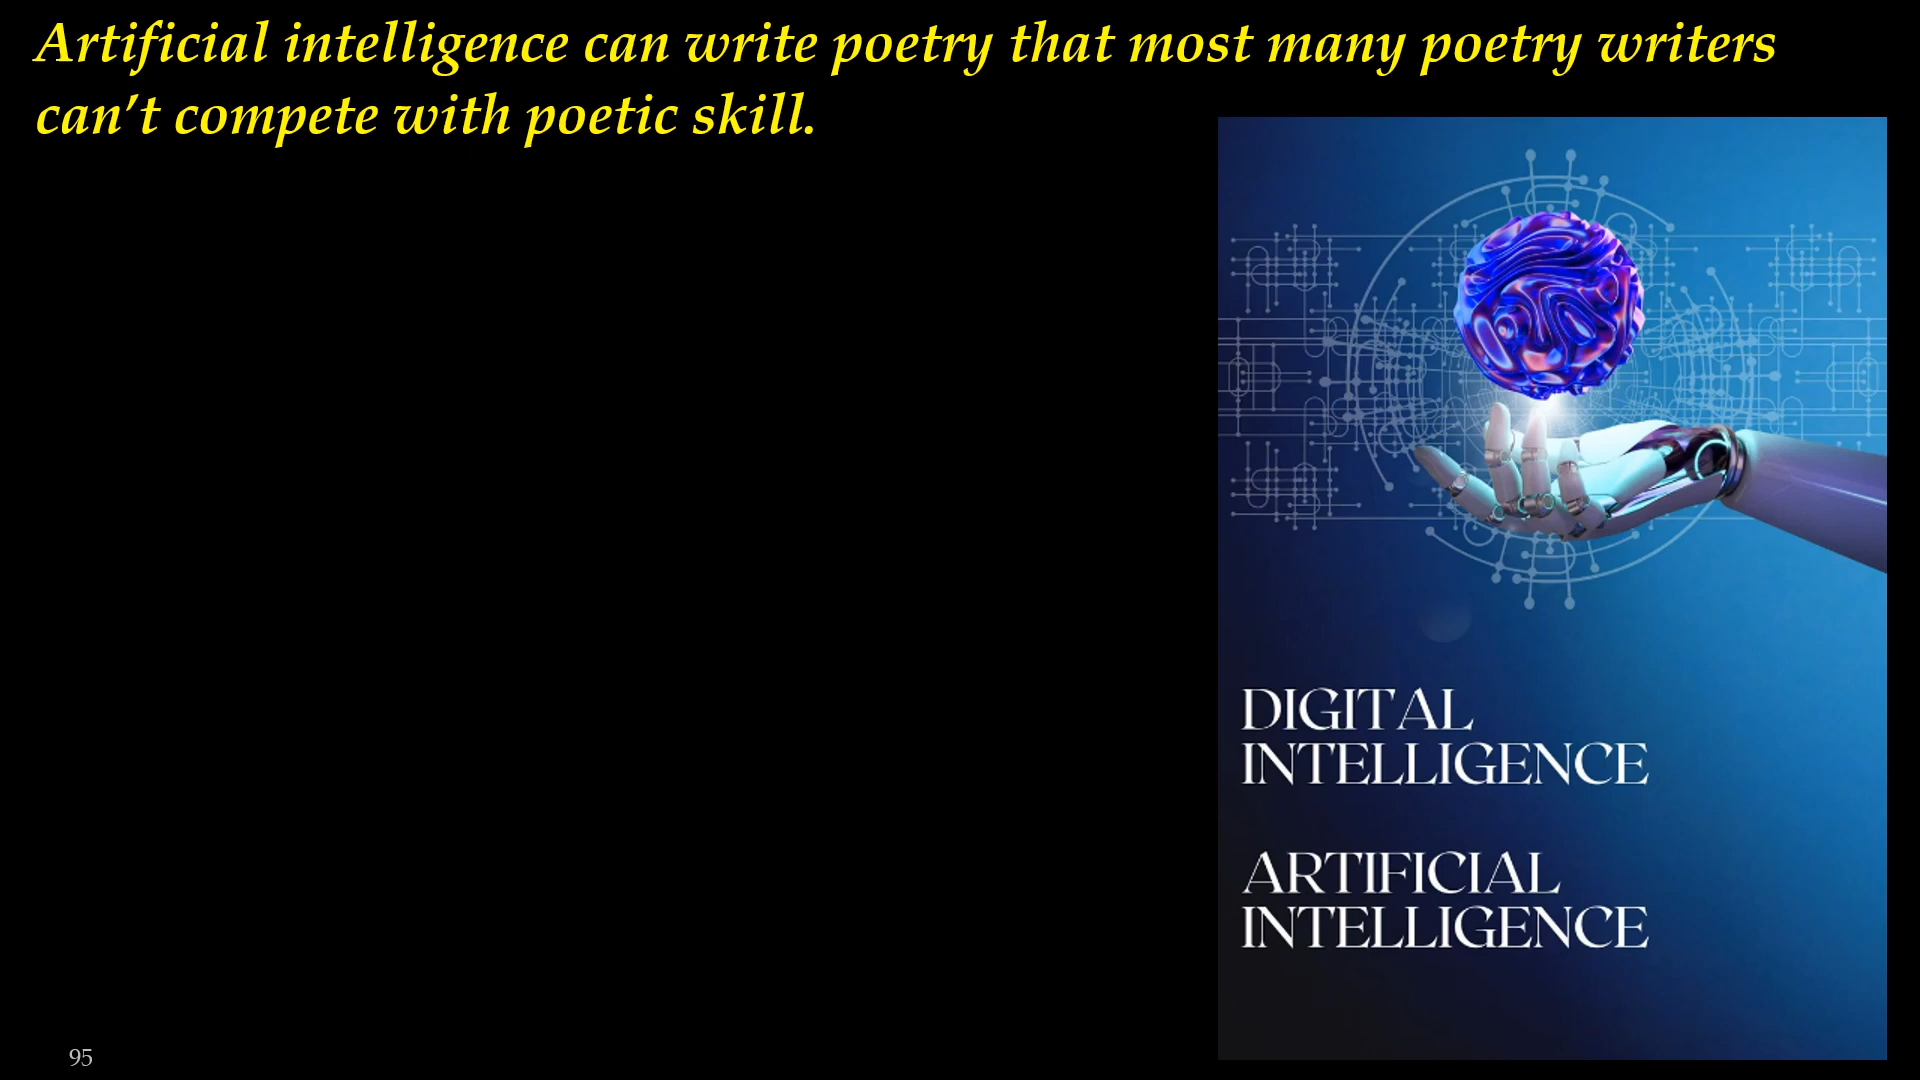 Artificial intelligence can write poetry that most many poetry writers
can’t compete with poetic skill.
DIGITAL
INTELLIGENCE
ARTIFICIAL
INTELLIGENCE
95